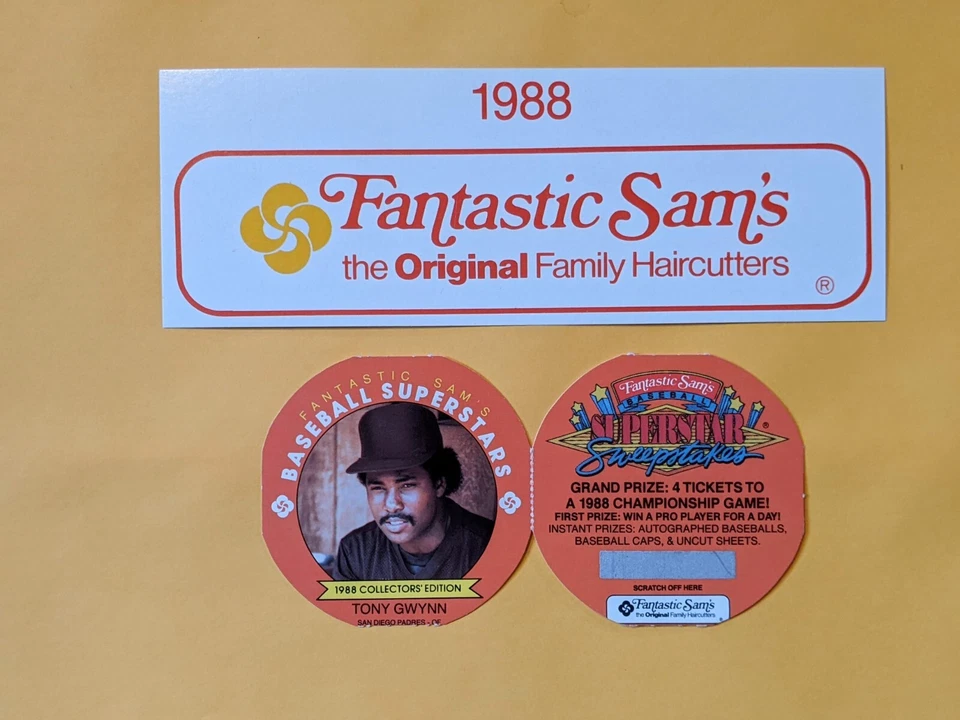 1988
Fantastic Sam's
the Original Family Haircutters
®
FANTASTIC SAM'S
BASEBALL SUPERSTARS
1988 COLLECTORS' EDITION
TONY GWYNN
SAN DIEGO PADRES - OF
Fantastic Sam's
BASEBALL
SUPERSTAR
®
Sweepstakes
GRAND PRIZE: 4 TICKETS TO
A 1988 CHAMPIONSHIP GAME!
FIRST PRIZE: WIN A PRO PLAYER FOR A DAY!
INSTANT PRIZES: AUTOGRAPHED BASEBALLS,
BASEBALL CAPS, & UNCUT SHEETS.
SCRATCH OFF HERE
Fantastic Sam's
the Original Family Haircutters
®